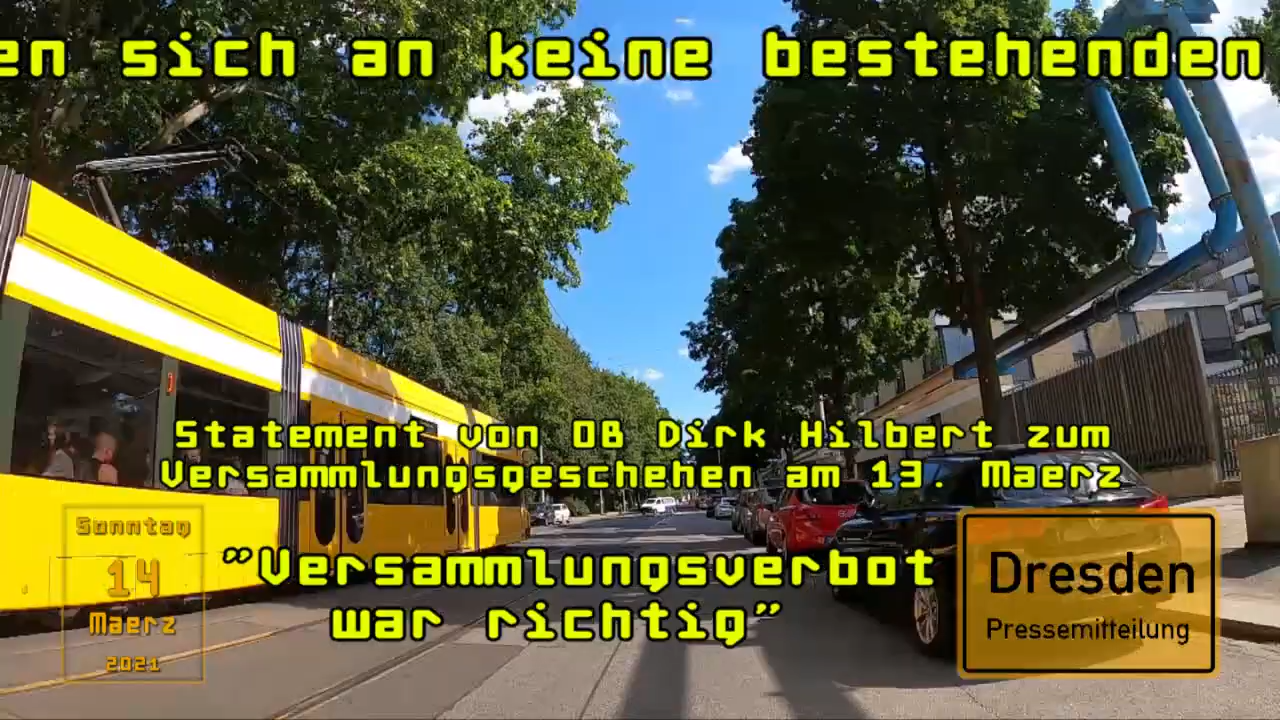 en sich an keine bestehenden
Statement von OB Dirk Hilbert zum
Versammlungsgeschehen am 13. Maerz
"Versammlungsverbot
war richtig"
Sonntag
14
Maerz
2021
Dresden
Pressemitteilung